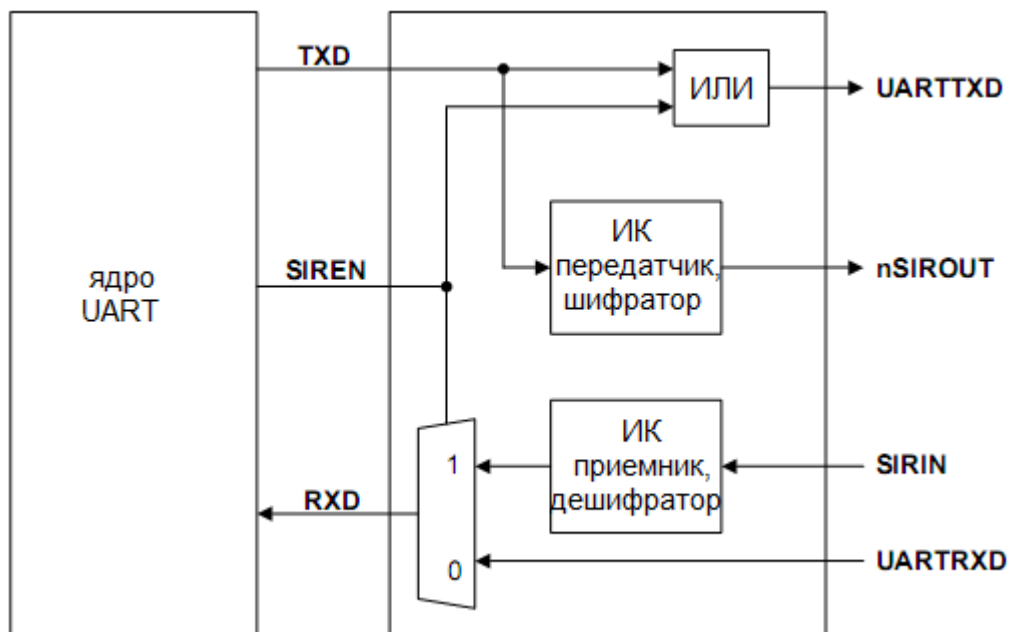 TXD
ИЛИ
UARTTXD
ИК
передатчик,
шифратор
nSIROUT
SIREN
ядро
UART
ИК
приемник,
дешифратор
1
SIRIN
RXD
0
UARTRXD